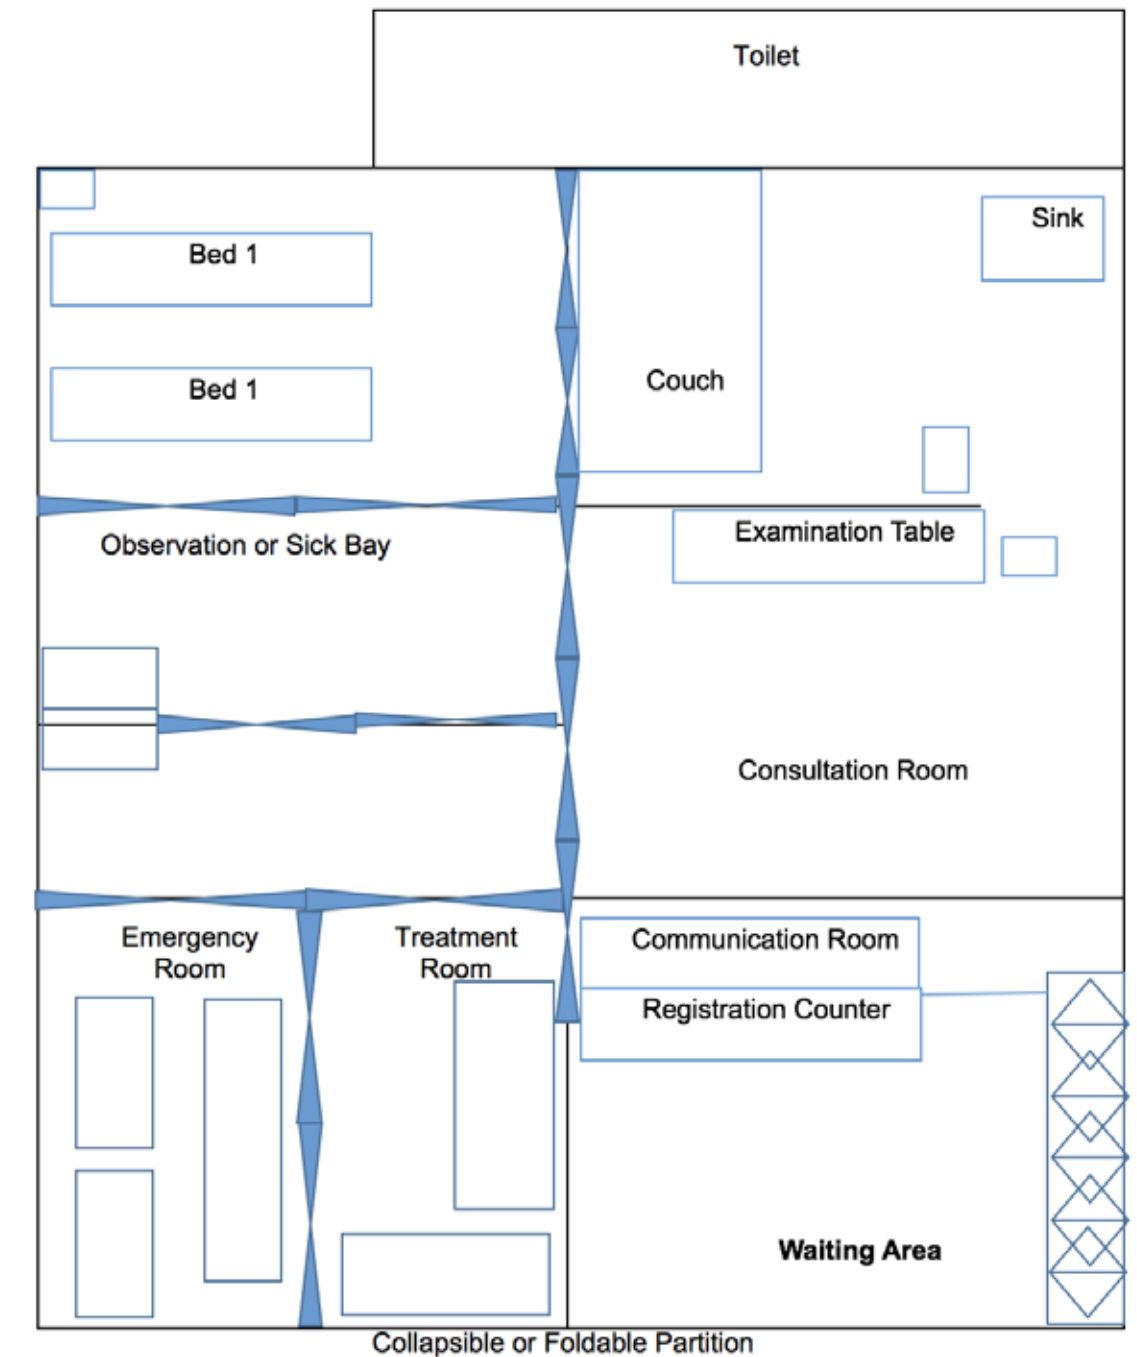 Toilet
Sink
Bed 1
Couch
Bed 1
Examination Table
Observation or Sick Bay
Consultation Room
Emergency
Room
Treatment
Room
Communication Room
Registration Counter
Waiting Area
Collapsible or Foldable Partition